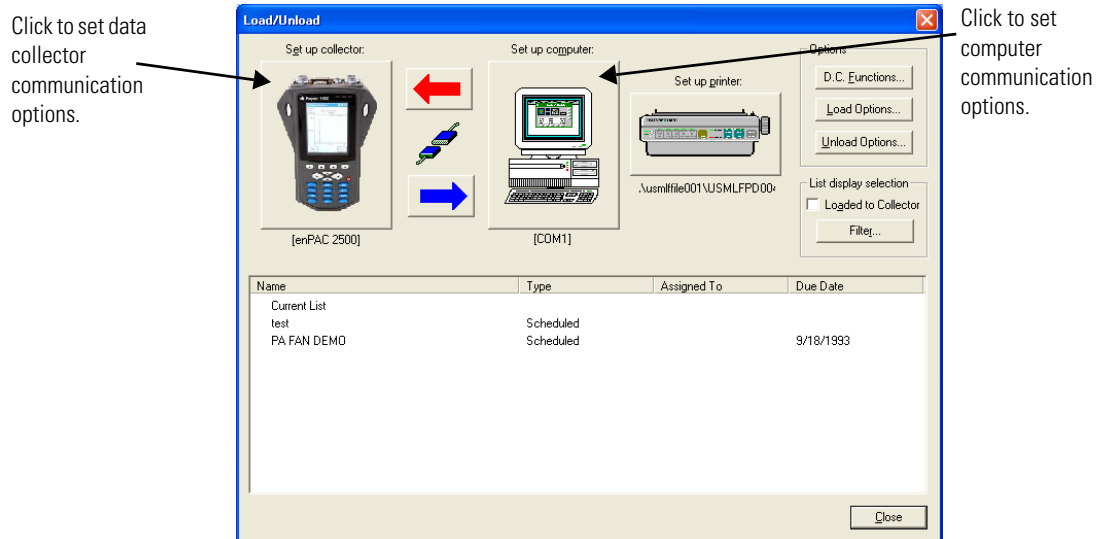 Click to set data
collector
communication
options.
Load/Unload
Set up collector:
Set up computer:
Set up printer:
[enPAC 2500]
[COM1]
.\usmlffile001\USMLFPD00
Options
D.C. Functions...
Load Options...
Unload Options...
List display selection
Loaded to Collector
Filter...
Click to set
computer
communication
options.
Name Type Assigned To Due Date
Current List
test Scheduled
PA FAN DEMO Scheduled 9/18/1993
Close